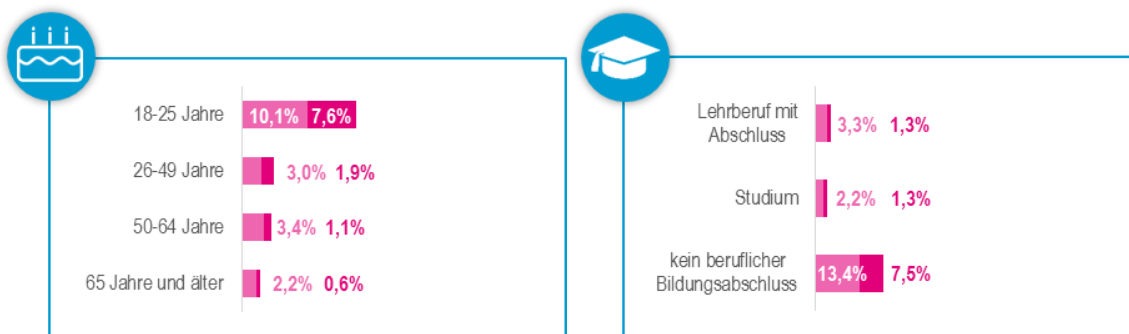 18-25 Jahre 10,1% 7,6%
26-49 Jahre 3,0% 1,9%
50-64 Jahre 3,4% 1,1%
65 Jahre und älter 2,2% 0,6%
Lehrberuf mit
Abschluss 3,3% 1,3%
Studium 2,2% 1,3%
kein beruflicher
Bildungsabschluss 13,4% 7,5%